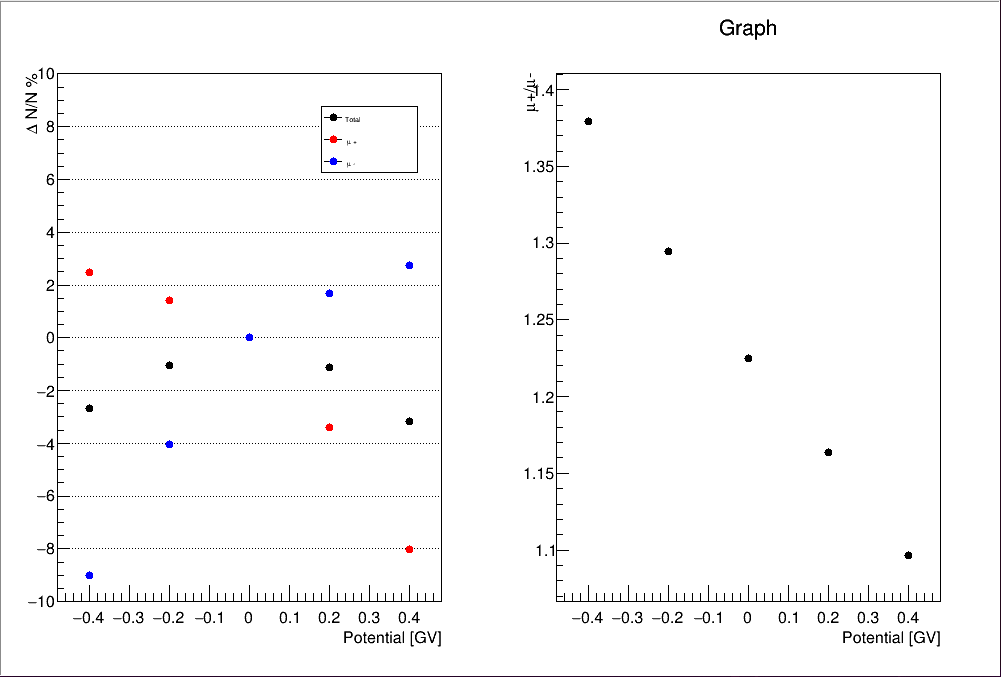 Graph
Δ N/N %
10
8
6
4
2
0
−2
−4
−6
−8
−10
Total
μ +
μ -
−0.4 −0.3 −0.2 −0.1 0 0.1 0.2 0.3 0.4
Potential [GV]
μ+/μ-
1.4
1.35
1.3
1.25
1.2
1.15
1.1
−0.4 −0.3 −0.2 −0.1 0 0.1 0.2 0.3 0.4
Potential [GV]